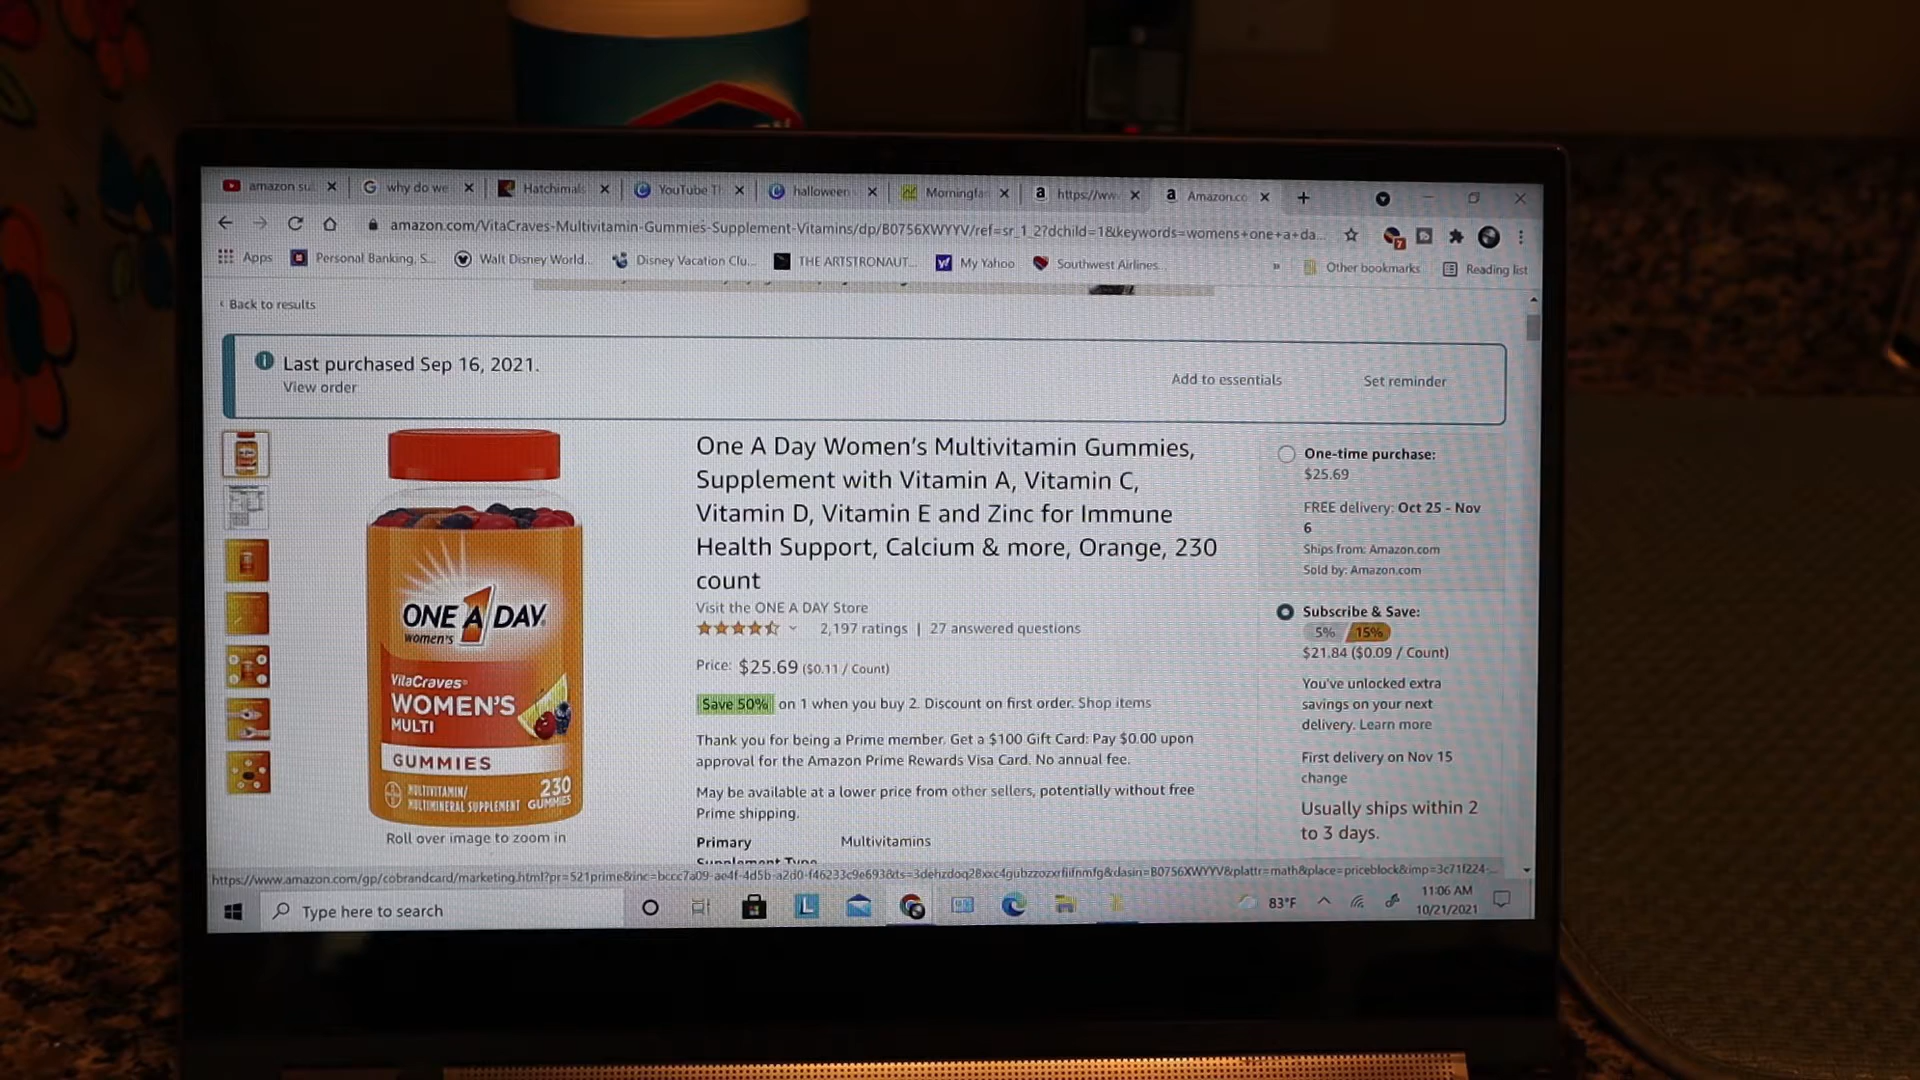 amazon su
why do we
Hatchimals
YouTube Th
halloween
Morningfa
https://ww
Amazon.co
amazon.com/VitaCraves-Multivitamin-Gummies-Supplement-Vitamins/dp/B0756XWYYV/ref=sr_1_2?dchild=1&keywords=womens+one+a+da...
Apps
Personal Banking, S...
Walt Disney World...
Disney Vacation Clu...
THE ARTSTRONAUT...
My Yahoo
Southwest Airlines...
»
Other bookmarks
Reading list
‹ Back to results
Last purchased Sep 16, 2021.
View order
Add to essentials
Set reminder
ONE A DAY
1
women's
VitaCraves
WOMEN'S
MULTI
GUMMIES
MULTIVITAMIN/
MULTIMINERAL SUPPLEMENT
230
GUMMIES
Roll over image to zoom in
One A Day Women's Multivitamin Gummies,
Supplement with Vitamin A, Vitamin C,
Vitamin D, Vitamin E and Zinc for Immune
Health Support, Calcium & more, Orange, 230
count
Visit the ONE A DAY Store
2,197 ratings | 27 answered questions
Price: $25.69 ($0.11 / Count)
Save 50% on 1 when you buy 2. Discount on first order. Shop items
Thank you for being a Prime member. Get a $100 Gift Card: Pay $0.00 upon
approval for the Amazon Prime Rewards Visa Card. No annual fee.
May be available at a lower price from other sellers, potentially without free
Prime shipping.
Primary Multivitamins
Supplement Type
One-time purchase:
$25.69
FREE delivery: Oct 25 - Nov
6
Ships from: Amazon.com
Sold by: Amazon.com
Subscribe & Save:
5% 15%
$21.84 ($0.09 / Count)
You've unlocked extra
savings on your next
delivery. Learn more
First delivery on Nov 15
change
Usually ships within 2
to 3 days.
Type here to search
L
83°F
11:06 AM
10/21/2021